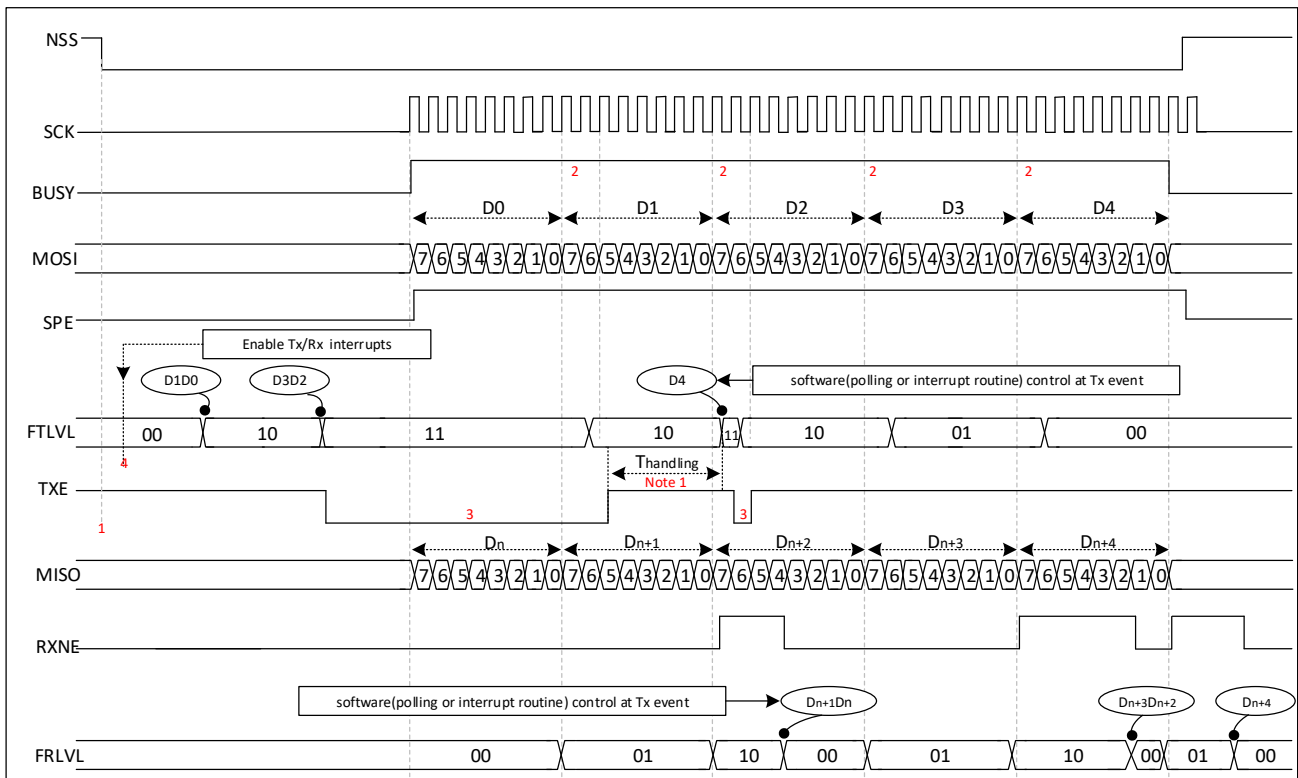 NSS
SCK
BUSY
2 2 2 2
D0 D1 D2 D3 D4
MOSI
7 6 5 4 3 2 1 0 7 6 5 4 3 2 1 0 7 6 5 4 3 2 1 0 7 6 5 4 3 2 1 0 7 6 5 4 3 2 1 0
SPE
Enable Tx/Rx interrupts
D1D0 D3D2 D4 software(polling or interrupt routine) control at Tx event
FTLVL
00 10 11 10 11 10 01 00
4
Thandling
Note 1
TXE
1
3 3
Dn Dn+1 Dn+2 Dn+3 Dn+4
MISO
7 6 5 4 3 2 1 0 7 6 5 4 3 2 1 0 7 6 5 4 3 2 1 0 7 6 5 4 3 2 1 0 7 6 5 4 3 2 1 0
RXNE
software(polling or interrupt routine) control at Tx event Dn+1Dn Dn+3Dn+2 Dn+4
FRLVL
00 01 10 00 01 10 00 01 00